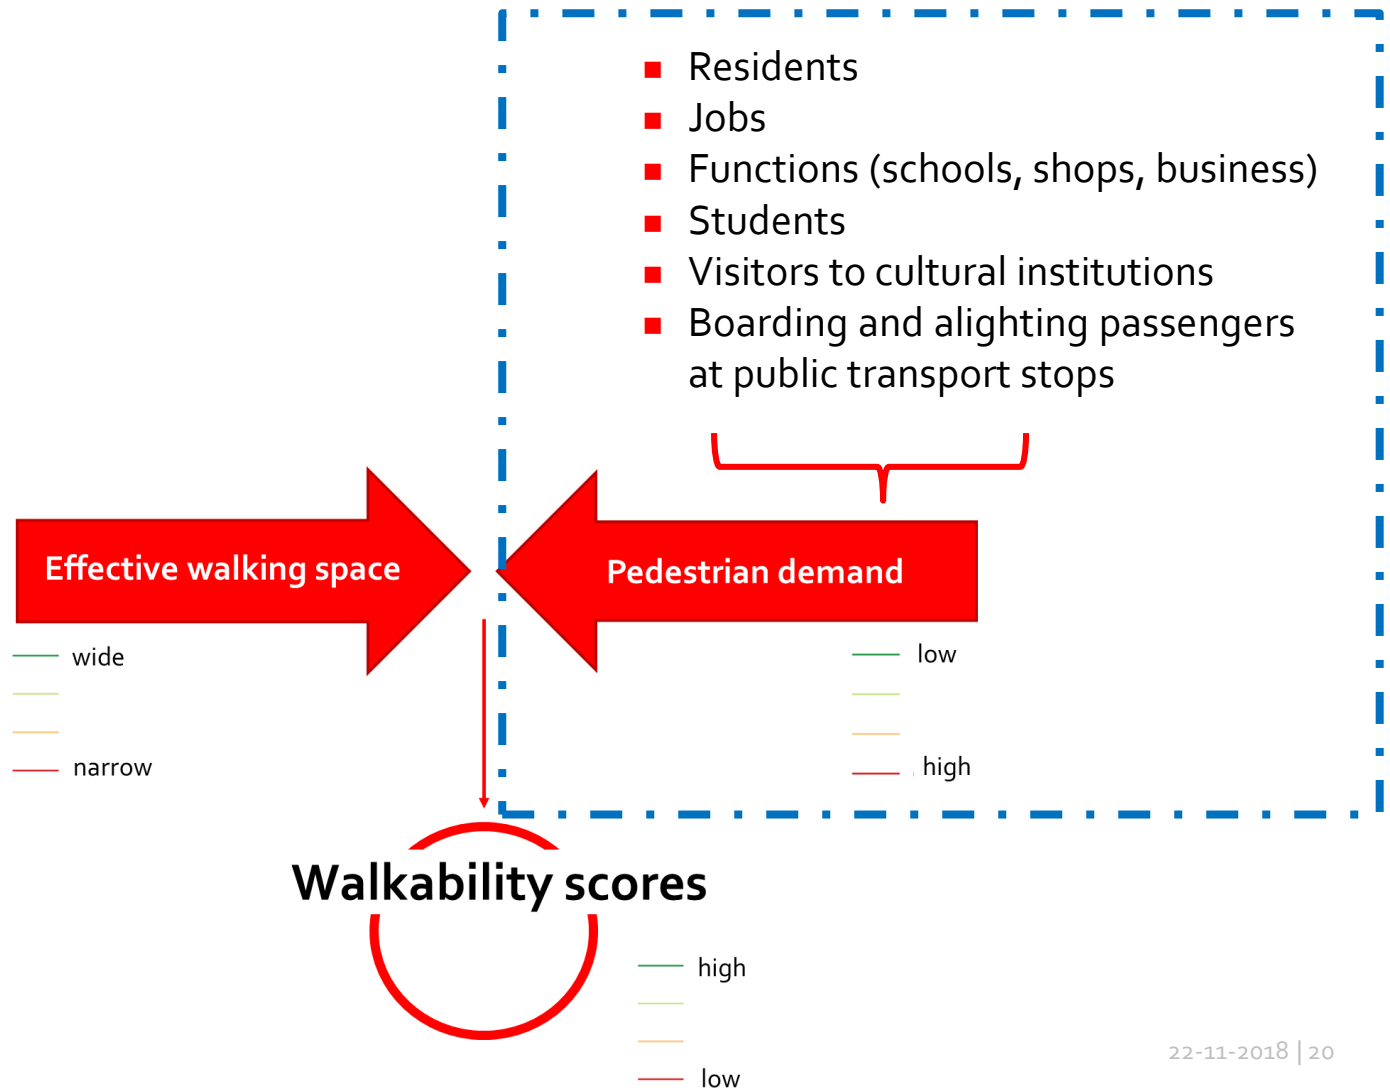 Residents
Jobs
Functions (schools, shops, business)
Students
Visitors to cultural institutions
Boarding and alighting passengers
at public transport stops
Effective walking space
Pedestrian demand
wide
narrow
low
high
Walkability scores
high
low
22-11-2018 | 20